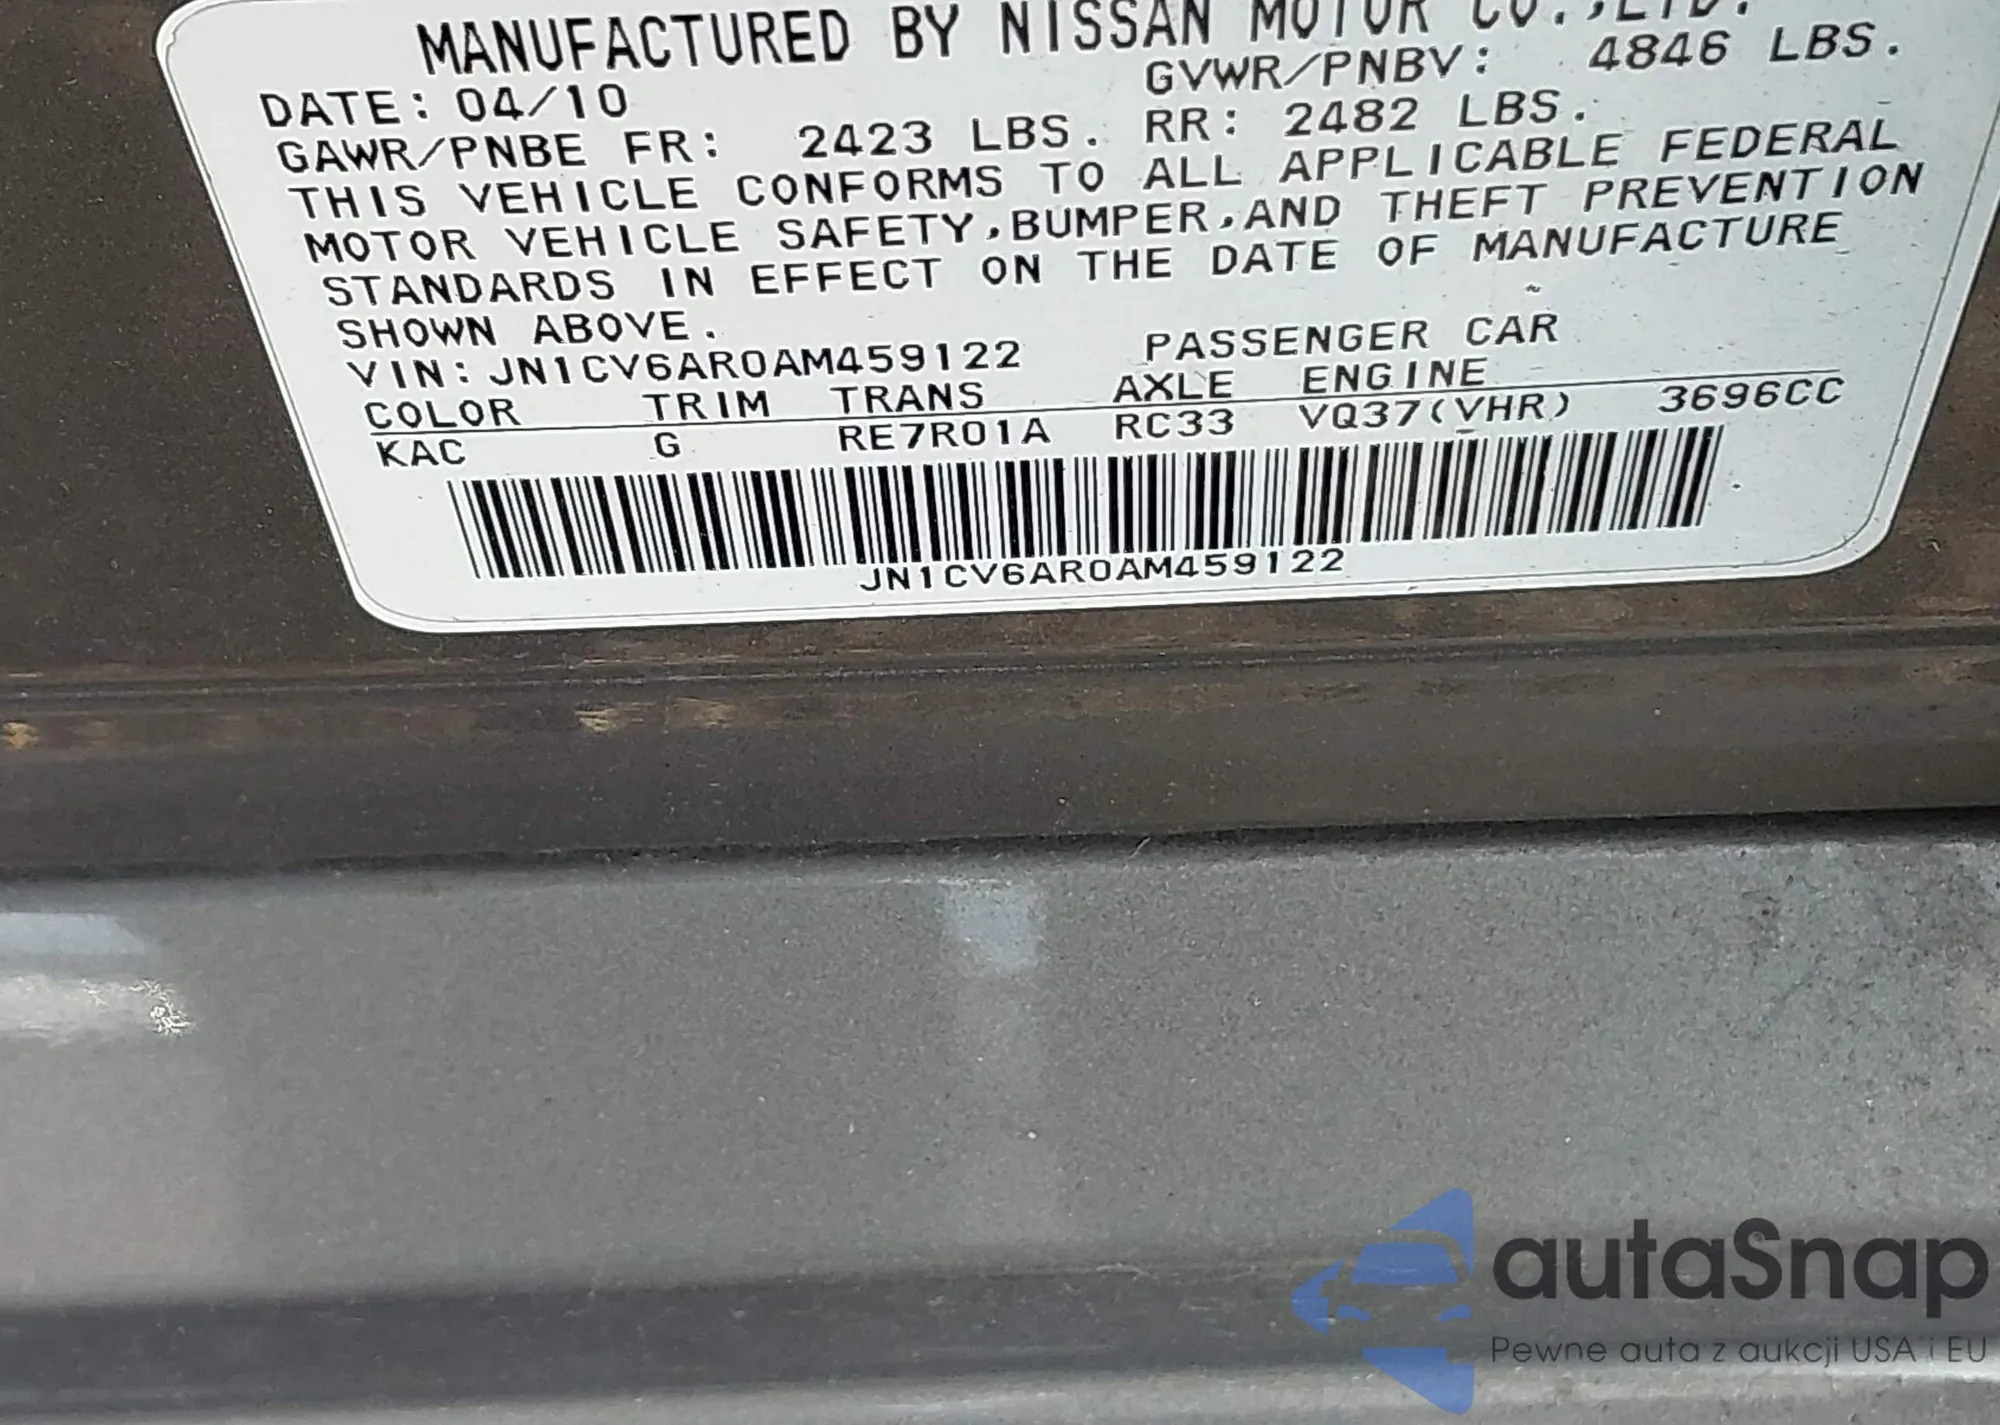 MANUFACTURED BY NISSAN MOTOR CO.,LTD.
DATE: 04/10 GVWR/PNBV: 4846 LBS.
GAWR/PNBE FR: 2423 LBS. RR: 2482 LBS.
THIS VEHICLE CONFORMS TO ALL APPLICABLE FEDERAL
MOTOR VEHICLE SAFETY,BUMPER,AND THEFT PREVENTION
STANDARDS IN EFFECT ON THE DATE OF MANUFACTURE
SHOWN ABOVE.
VIN: JN1CV6AR0AM459122 PASSENGER CAR
COLOR TRIM TRANS AXLE ENGINE
KAC G RE7R01A RC33 VQ37(VHR) 3696CC
JN1CV6AR0AM459122
autaSnap
Pewne auta z aukcji USA i EU